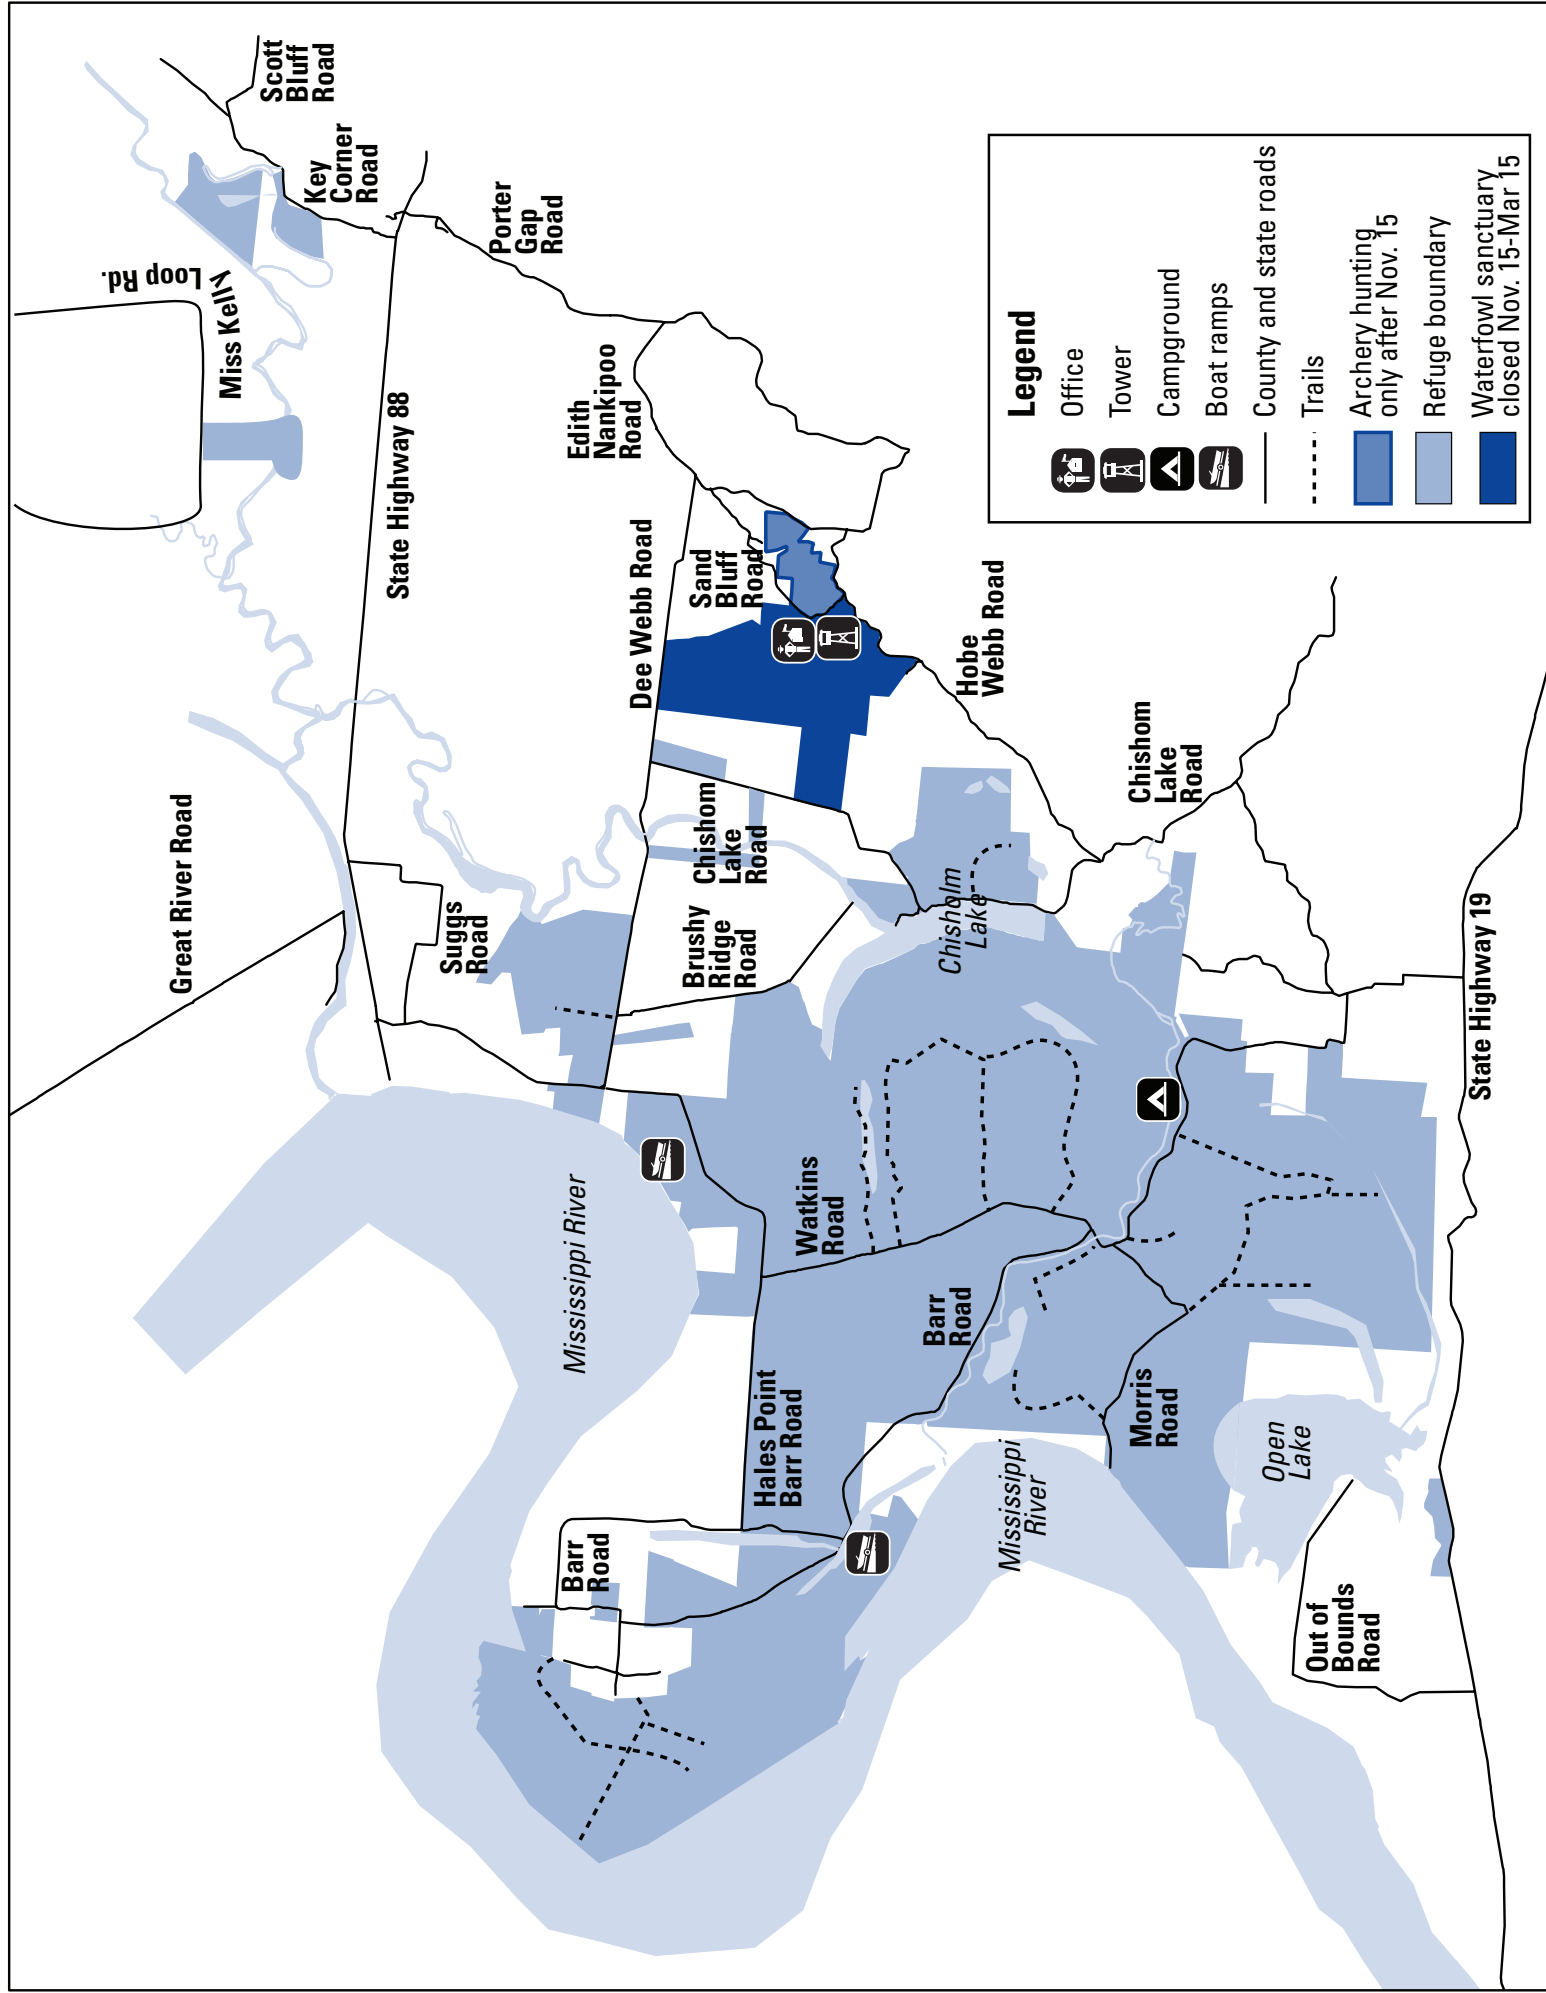 Scott
Bluff
Road
Key
Corner
Road
Loop Rd.
Miss Kelly
Porter
Gap
Road
State Highway 88
Great River Road
Edith
Nankipoo
Road
Dee Webb Road
Sand
Bluff
Road
Suggs
Road
Chishom
Lake
Road
Brushy
Ridge
Road
Hobe
Webb Road
Chisholm
Lake
Chishom
Lake
Road
Mississippi River
Watkins
Road
Hales Point
Barr Road
Barr
Road
Barr
Road
Mississippi
River
Morris
Road
Open
Lake
Out of
Bounds
Road
State Highway 19
Legend
Office
Tower
Campground
Boat ramps
County and state roads
Trails
Archery hunting
only after Nov. 15
Refuge boundary
Waterfowl sanctuary
closed Nov. 15-Mar 15